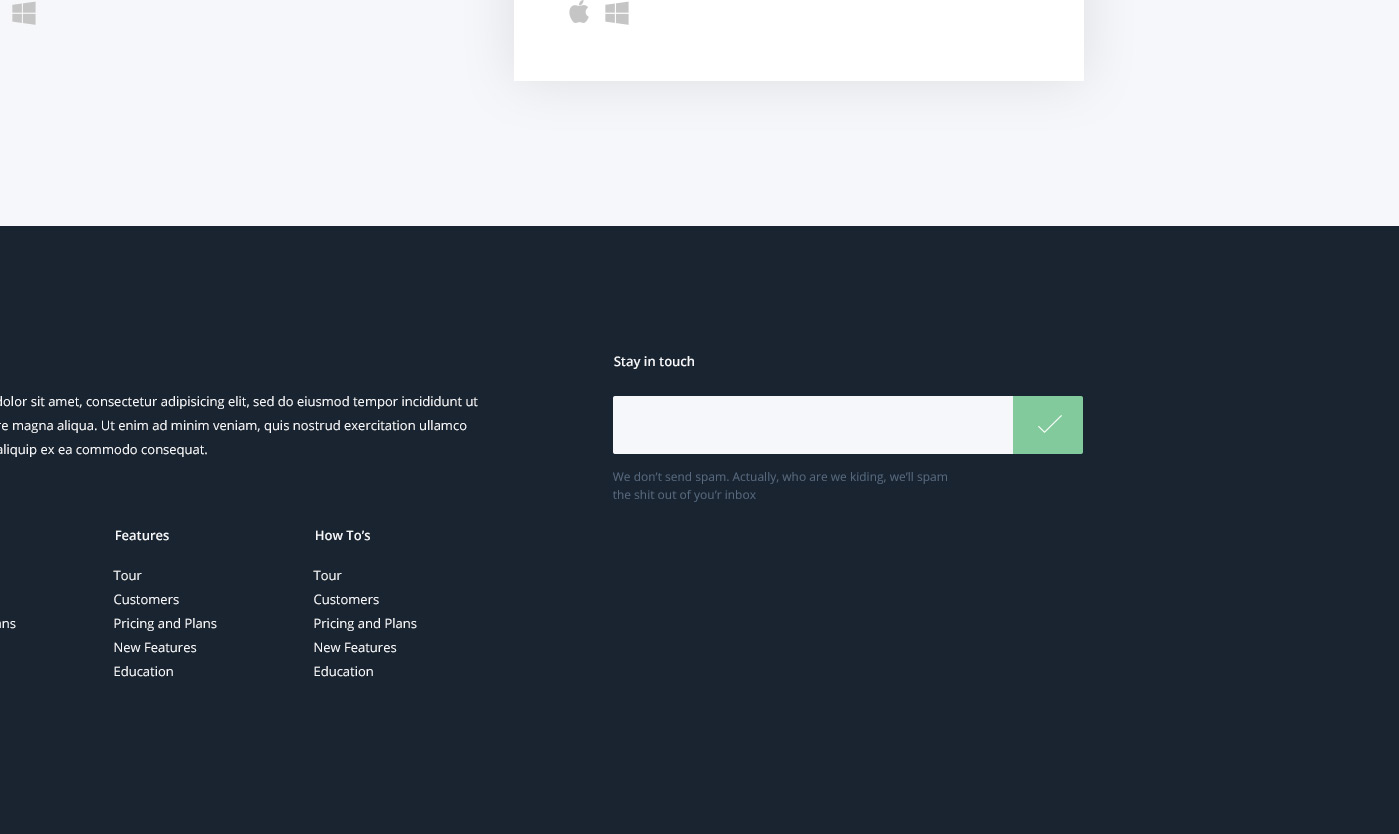 Stay in touch
dolor sit amet, consectetur adipisicing elit, sed do eiusmod tempor incididunt ut
re magna aliqua. Ut enim ad minim veniam, quis nostrud exercitation ullamco
aliquip ex ea commodo consequat.
We don't send spam. Actually, who are we kiding, we'll spam
the shit out of you'r inbox
Features
Tour
Customers
Pricing and Plans
New Features
Education
How To's
Tour
Customers
Pricing and Plans
New Features
Education